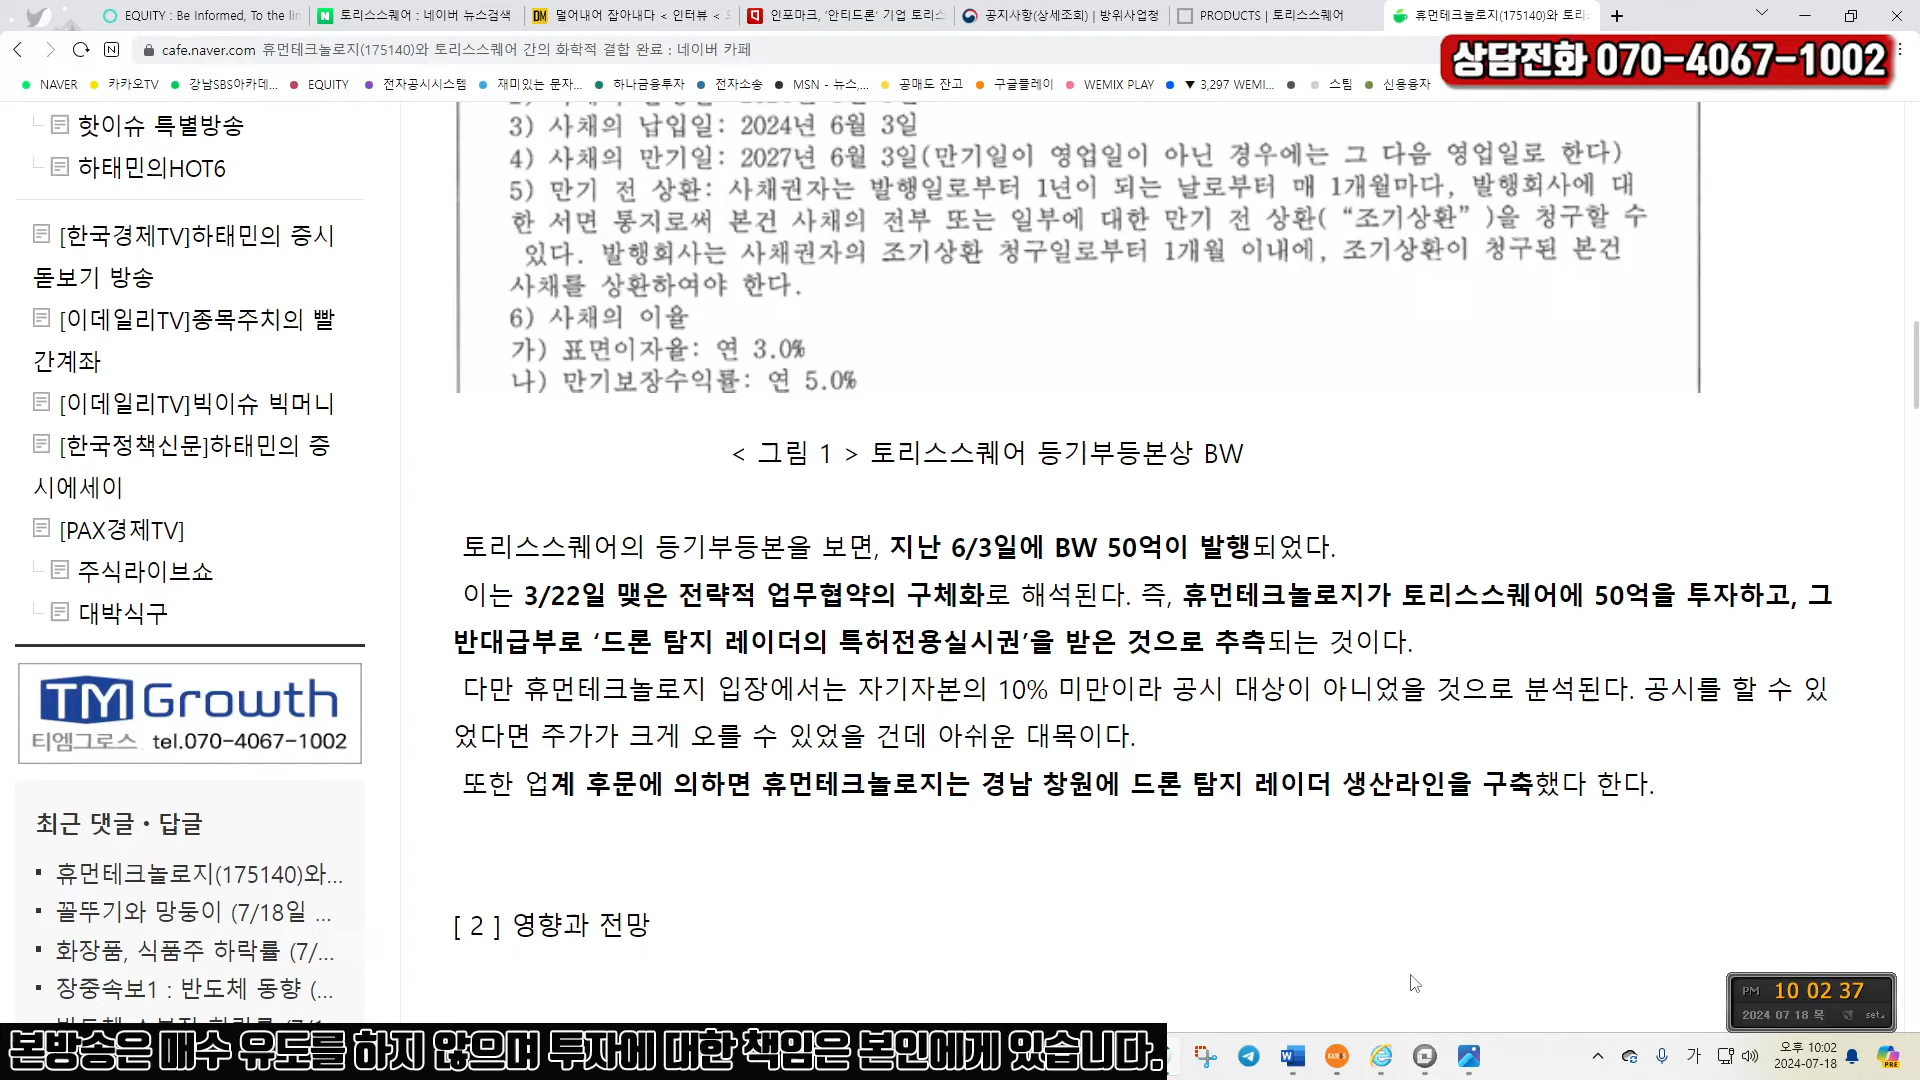 EQUITY : Be Informed, To the lin
토리스스퀘어 : 네이버 뉴스검색
덜어내어 잡아내다 < 인터뷰 <
인포마크, '안티드론' 기업 토리스
공지사항(상세조회) | 방위사업청
PRODUCTS | 토리스스퀘어
휴먼테크놀로지(175140)와 토리스
cafe.naver.com 휴먼테크놀로지(175140)와 토리스스퀘어 간의 화학적 결합 완료 : 네이버 카페
상담전화 070-4067-1002
NAVER
카카오TV
강남SBS아카데...
EQUITY
전자공시시스템
재미있는 문자...
하나금융투자
전자소송
MSN - 뉴스,...
공매도 잔고
구글플레이
WEMIX PLAY
▼ 3,297 WEMI...
스팀
신용융자
핫이슈 특별방송
하태민의HOT6
[한국경제TV]하태민의 증시
돋보기 방송
[이데일리TV]종목주치의 빨
간계좌
[이데일리TV]빅이슈 빅머니
[한국정책신문]하태민의 증
시에세이
[PAX경제TV]
주식라이브쇼
대박식구
TM Growth
티엠그로스 tel.070-4067-1002
최근 댓글 • 답글
휴먼테크놀로지(175140)와...
꼴뚜기와 망둥이 (7/18일 ...
화장품, 식품주 하락률 (7/...
장중속보1 : 반도체 동향 (...
3) 사채의 납입일: 2024년 6월 3일
4) 사채의 만기일: 2027년 6월 3일(만기일이 영업일이 아닌 경우에는 그 다음 영업일로 한다)
5) 만기 전 상환: 사채권자는 발행일로부터 1년이 되는 날로부터 매 1개월마다, 발행회사에 대
한 서면 통지로써 본건 사채의 전부 또는 일부에 대한 만기 전 상환( “조기상환” )을 청구할 수
있다. 발행회사는 사채권자의 조기상환 청구일로부터 1개월 이내에, 조기상환이 청구된 본건
사채를 상환하여야 한다.
6) 사채의 이율
가) 표면이자율: 연 3.0%
나) 만기보장수익률: 연 5.0%
< 그림 1 > 토리스스퀘어 등기부등본상 BW
토리스스퀘어의 등기부등본을 보면, 지난 6/3일에 BW 50억이 발행되었다.
이는 3/22일 맺은 전략적 업무협약의 구체화로 해석된다. 즉, 휴먼테크놀로지가 토리스스퀘어에 50억을 투자하고, 그
반대급부로 ‘드론 탐지 레이더의 특허전용실시권’을 받은 것으로 추측되는 것이다.
다만 휴먼테크놀로지 입장에서는 자기자본의 10% 미만이라 공시 대상이 아니었을 것으로 분석된다. 공시를 할 수 있
었다면 주가가 크게 오를 수 있었을 건데 아쉬운 대목이다.
또한 업계 후문에 의하면 휴먼테크놀로지는 경남 창원에 드론 탐지 레이더 생산라인을 구축했다 한다.
[ 2 ] 영향과 전망
PM 10 02 37
2024 07 18 목 set
본방송은 매수 유도를 하지 않으며 투자에 대한 책임은 본인에게 있습니다.
가
오후 10:02
2024-07-18